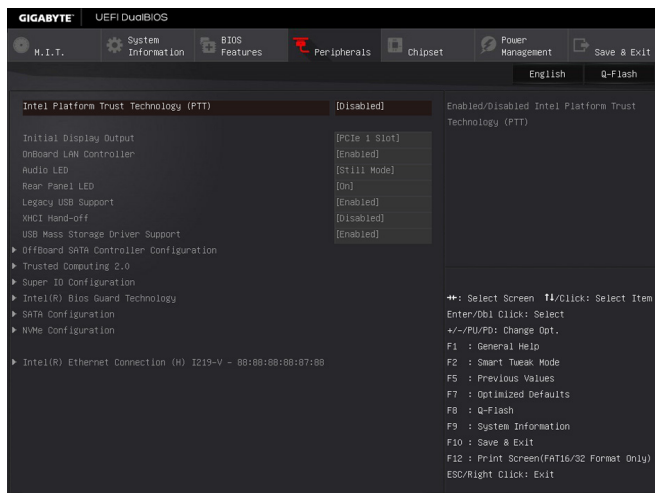 GIGABYTE™ UEFI DualBIOS
M.I.T. System Information BIOS Features Peripherals Chipset Power Management Save & Exit
English Q-Flash
Intel Platform Trust Technology (PTT) [Disabled]
Enabled/Disabled Intel Platform Trust
Technology (PTT)
Initial Display Output [PCIe 1 Slot]
OnBoard LAN Controller [Enabled]
Audio LED [Still Mode]
Rear Panel LED [On]
Legacy USB Support [Enabled]
XHCI Hand-off [Disabled]
USB Mass Storage Driver Support [Enabled]
OffBoard SATA Controller Configuration
Trusted Computing 2.0
Super IO Configuration
Intel(R) Bios Guard Technology
SATA Configuration
NVMe Configuration
Intel(R) Ethernet Connection (H) I219-V - 88:88:88:88:87:88
→←: Select Screen ↑↓/Click: Select Item
Enter/Dbl Click: Select
+/-/PU/PD: Change Opt.
F1 : General Help
F2 : Smart Tweak Mode
F5 : Previous Values
F7 : Optimized Defaults
F8 : Q-Flash
F9 : System Information
F10 : Save & Exit
F12 : Print Screen(FAT16/32 Format Only)
ESC/Right Click: Exit